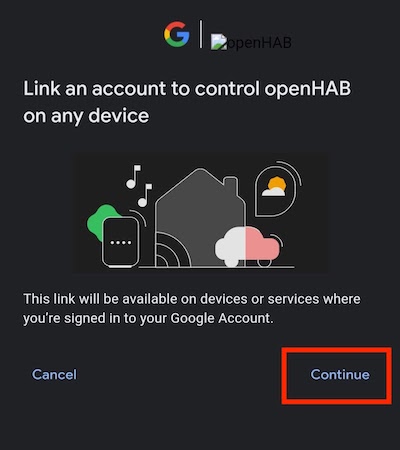 openHAB
Link an account to control openHAB
on any device
This link will be available on devices or services where
you're signed in to your Google Account.
Cancel
Continue